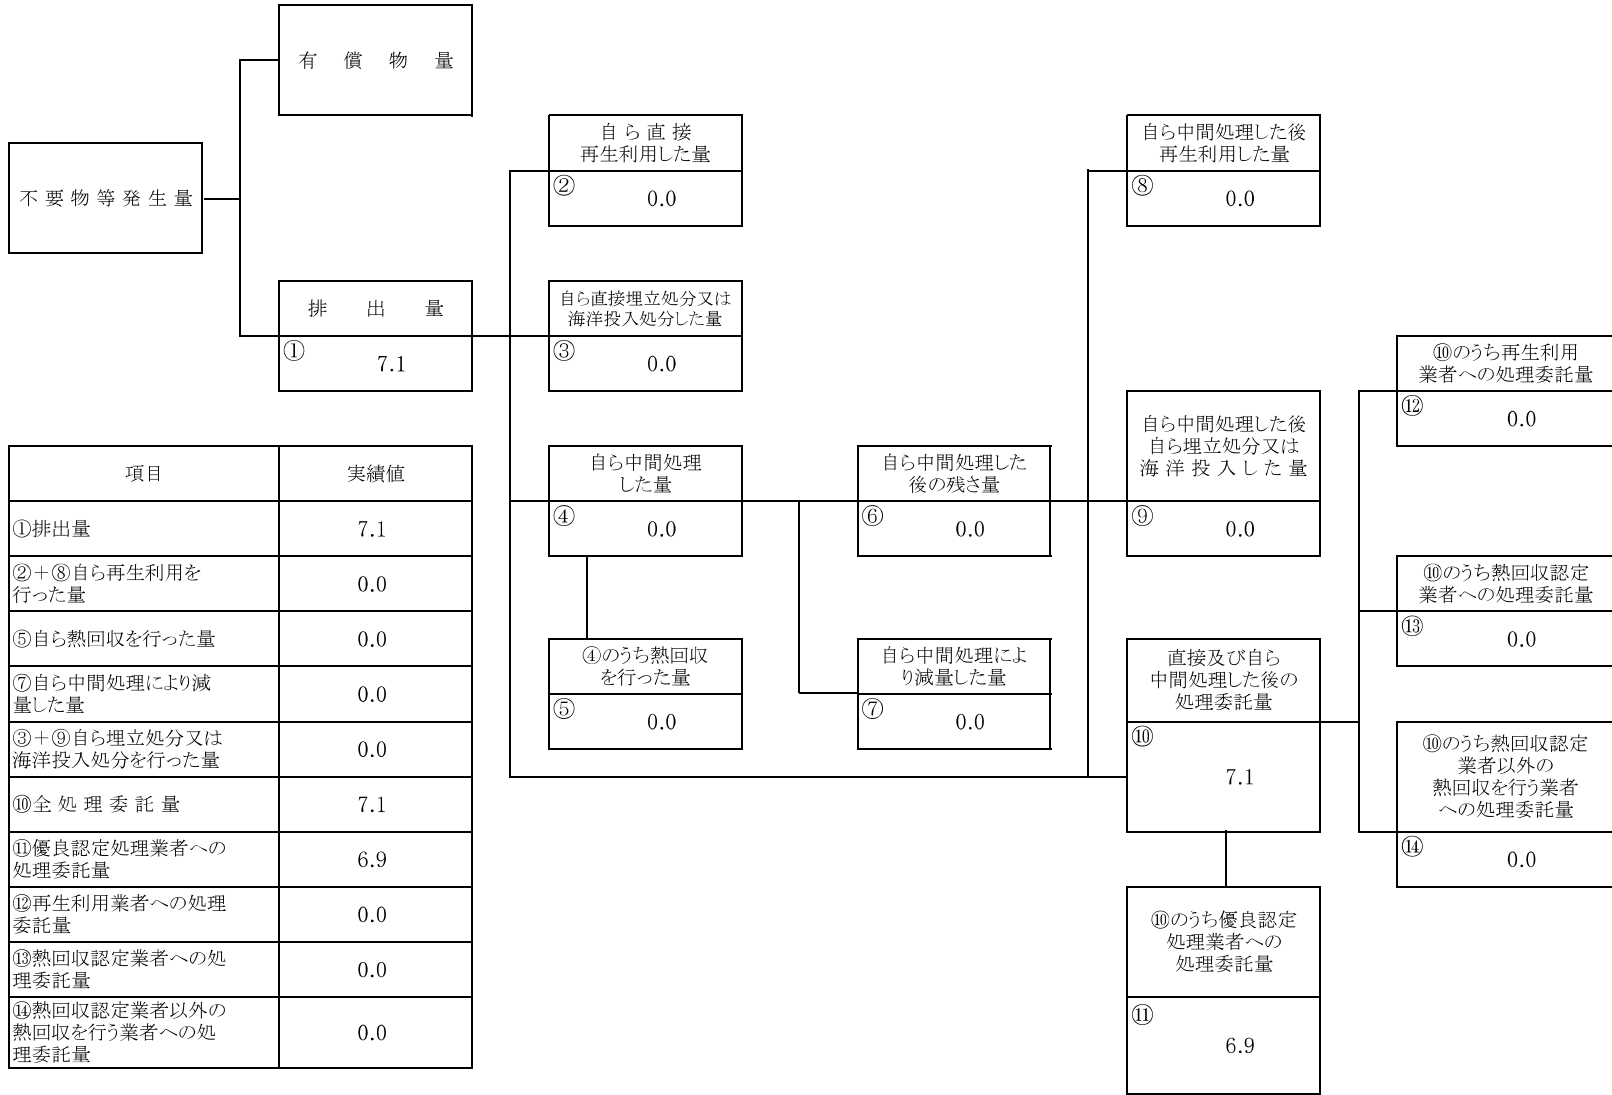 有償物量
不要物等発生量
排出量
①
7.1
自ら直接
再生利用した量
②
0.0
自ら直接埋立処分又は
海洋投入処分した量
③
0.0
自ら中間処理
した量
④
0.0
④のうち熱回収
を行った量
⑤
0.0
自ら中間処理した
後の残さ量
⑥
0.0
自ら中間処理によ
り減量した量
⑦
0.0
自ら中間処理した後
再生利用した量
⑧
0.0
自ら中間処理した後
自ら埋立処分又は
海洋投入した量
⑨
0.0
直接及び自ら
中間処理した後の
処理委託量
⑩
7.1
⑩のうち優良認定
処理業者への
処理委託量
⑪
6.9
⑩のうち再生利用
業者への処理委託量
⑫
0.0
⑩のうち熱回収認定
業者への処理委託量
⑬
0.0
⑩のうち熱回収認定
業者以外の
熱回収を行う業者
への処理委託量
⑭
0.0
項目 実績値
①排出量 7.1
②＋⑧自ら再生利用を
行った量 0.0
⑤自ら熱回収を行った量 0.0
⑦自ら中間処理により減
量した量 0.0
③＋⑨自ら埋立処分又は
海洋投入処分を行った量 0.0
⑩全処理委託量 7.1
⑪優良認定処理業者への
処理委託量 6.9
⑫再生利用業者への処理
委託量 0.0
⑬熱回収認定業者への処
理委託量 0.0
⑭熱回収認定業者以外の
熱回収を行う業者への処
理委託量 0.0